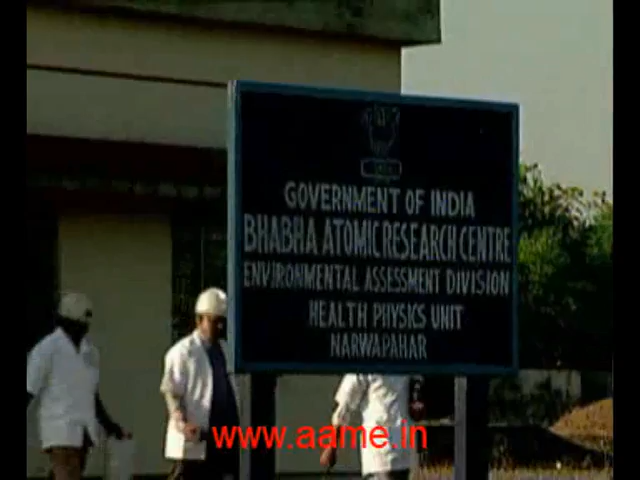 GOVERNMENT OF INDIA
BHABHA ATOMIC RESEARCH CENTRE
ENVIRONMENTAL ASSESSMENT DIVISION
HEALTH PHYSICS UNIT
NARWAPAHAR
www.aame.in